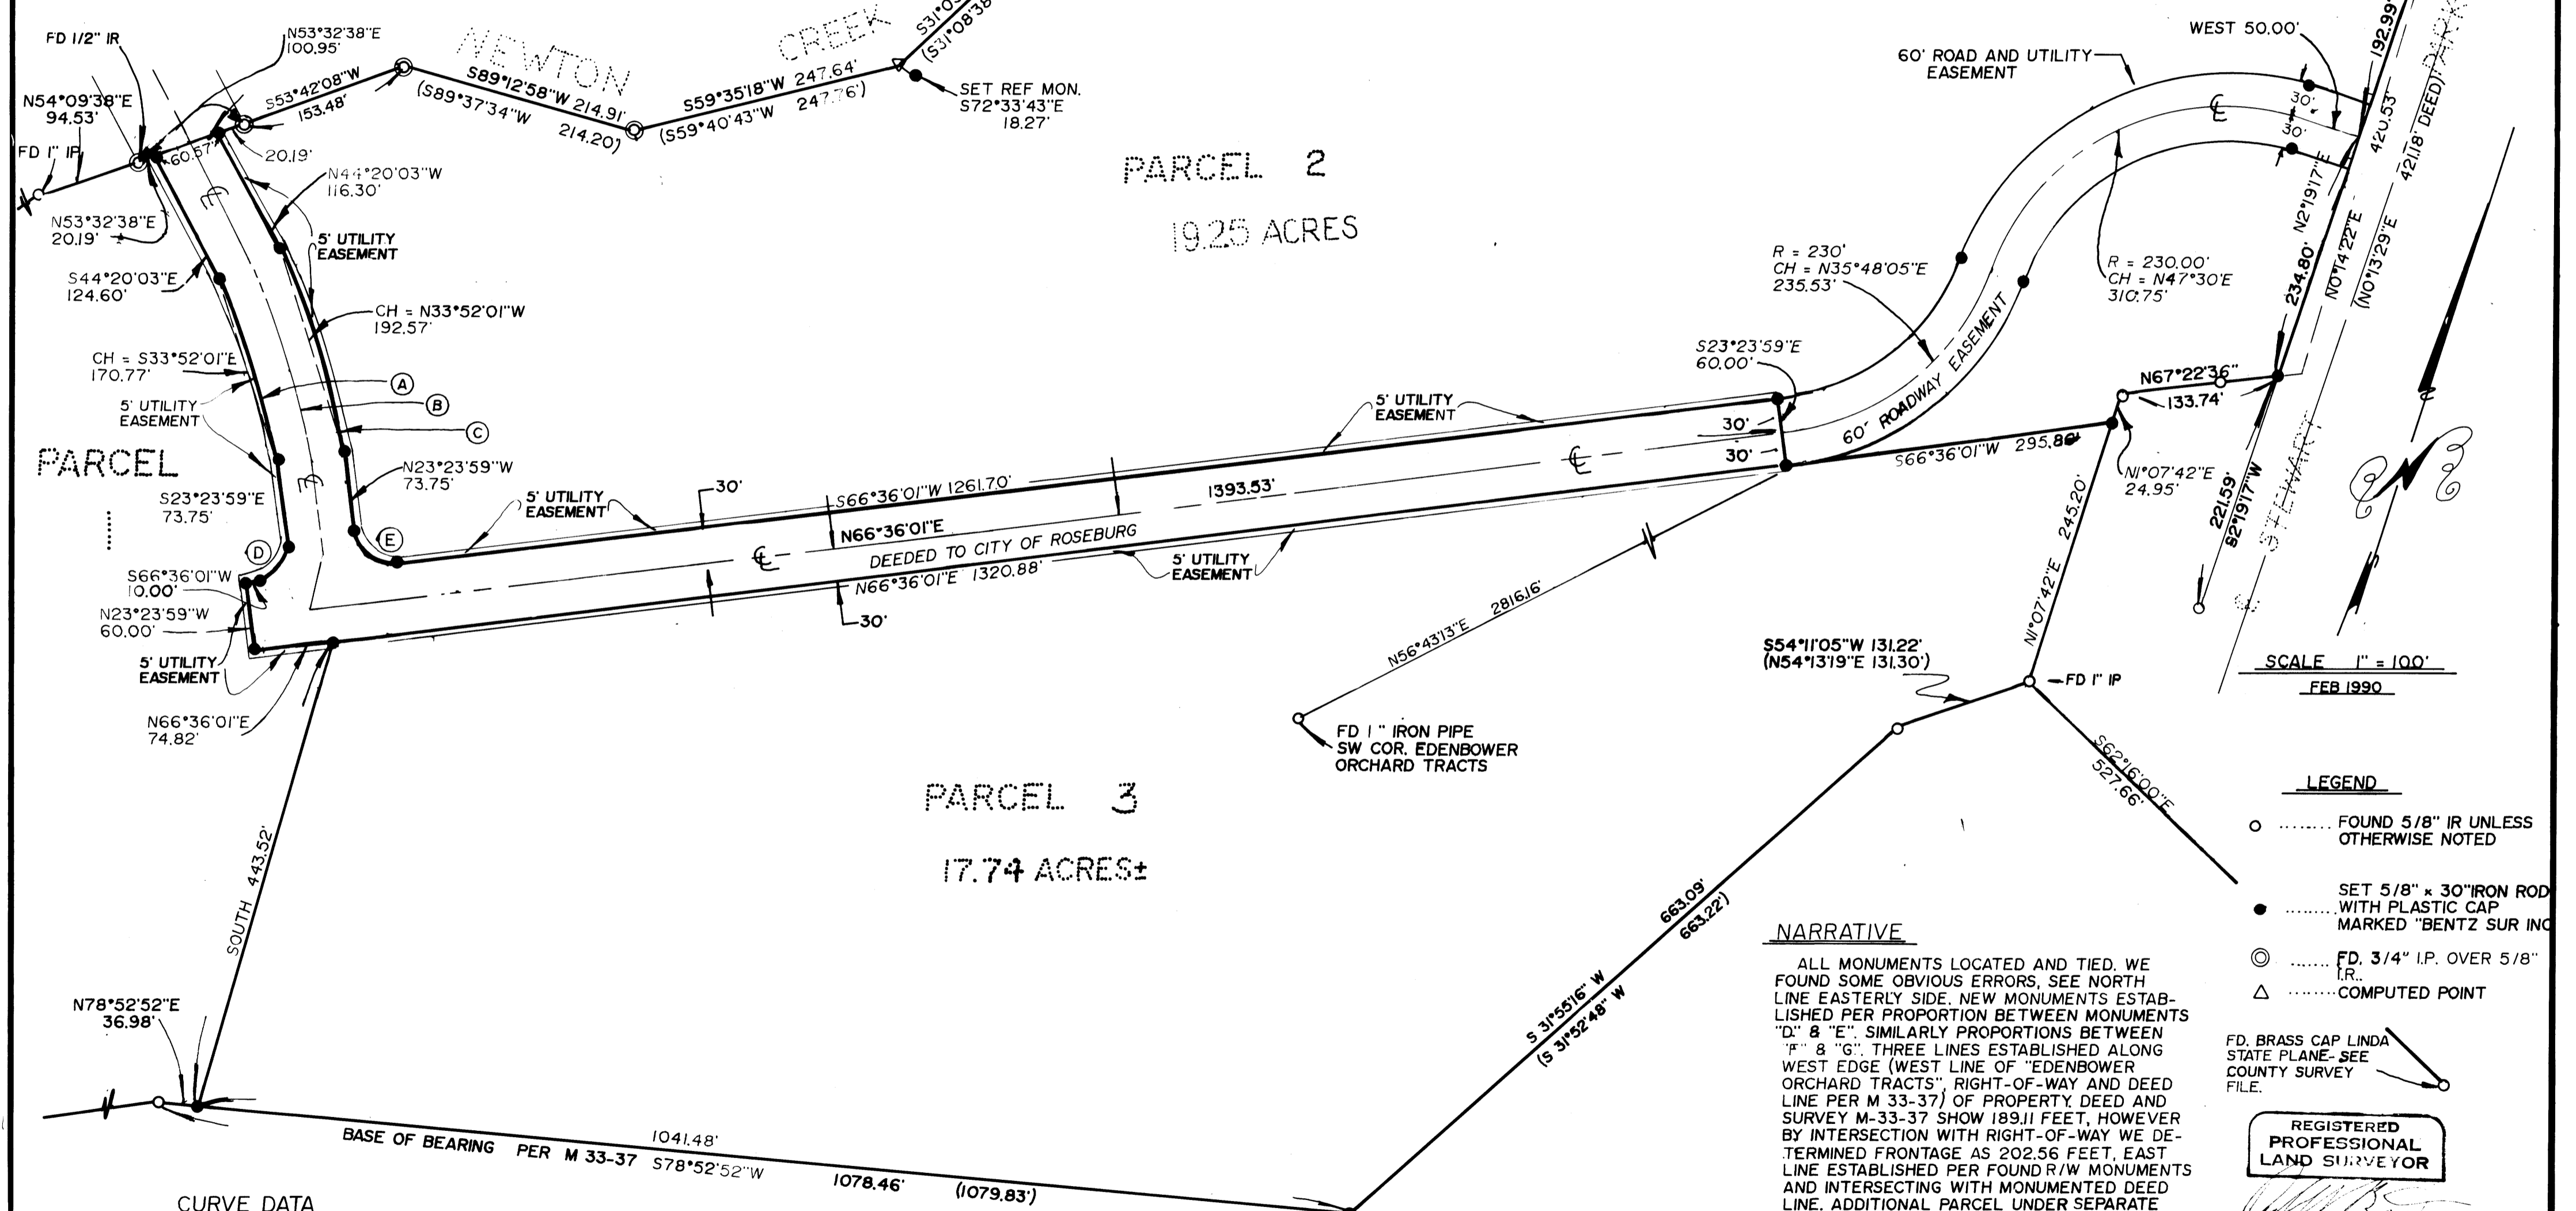 FD 1/2" IR
N53°32'38"E
100.95'
N54°09'38"E
94.53'
FD 1" IP
60.57'
20.19'
S53°42'08"W
153.48'
NEWTON
CREEK
S89°12'58"W 214.91'
(S89°37'34"W 214.20')
S59°35'18"W 247.64'
(S59°40'43"W 247.76')
SET REF MON.
S72°33'43"E
18.27'
PARCEL 2
19.25 ACRES
60' ROAD AND UTILITY
EASEMENT
WEST 50.00'
192.99'
30'
30'
420.53'
421.18' DEED)
N2°19'17"E
234.80'
N0°14'22"E
(N0°13'29"E
N44°20'03"W
116.30'
N53°32'38"E
20.19'
5' UTILITY
EASEMENT
S44°20'03"E
124.60'
CH = N33°52'01"W
192.57'
CH = S33°52'01"E
170.77'
A
B
C
5' UTILITY
EASEMENT
PARCEL
S23°23'59"E
73.75'
N23°23'59"W
73.75'
D
E
S66°36'01"W
10.00'
N23°23'59"W
60.00'
5' UTILITY
EASEMENT
N66°36'01"E
74.82'
5' UTILITY
EASEMENT
30'
S66°36'01"W 1261.70'
N66°36'01"E
1393.53'
DEEDED TO CITY OF ROSEBURG
N66°36'01"E 1320.88'
30'
5' UTILITY
EASEMENT
5' UTILITY
EASEMENT
R = 230'
CH = N35°48'05"E
235.53'
R = 230.00'
CH = N47°30'E
310.75'
S23°23'59"E
60.00'
30'
30'
60' ROADWAY EASEMENT
S66°36'01"W
N67°22'36"
133.74'
N1°07'42"E
24.95'
N1°07'42"E 245.20'
221.59'
S2°19'17"W
STEWART
PARK
N56°43'13"E
2816.16'
FD 1" IRON PIPE
SW COR. EDENBOWER
ORCHARD TRACTS
S54°11'05"W 131.22'
(N54°13'19"E 131.30')
FD 1" IP
S62°16'00"E
527.66'
SCALE 1" = 100'
FEB 1990
PARCEL 3
17.74 ACRES±
SOUTH 443.52'
N78°52'52"E
36.98'
1041.48'
BASE OF BEARING PER M 33-37 S78°52'52"W
1078.46' (1079.83')
663.09'
663.22')
S 31°55'16" W
(S 31°52'48" W
CURVE DATA
LEGEND
FOUND 5/8" IR UNLESS
OTHERWISE NOTED
SET 5/8" x 30" IRON ROD
WITH PLASTIC CAP
MARKED "BENTZ SUR INC
FD. 3/4" I.P. OVER 5/8"
I.R..
COMPUTED POINT
FD. BRASS CAP LINDA
STATE PLANE- SEE
COUNTY SURVEY
FILE.
REGISTERED
PROFESSIONAL
LAND SURVEYOR
NARRATIVE
ALL MONUMENTS LOCATED AND TIED. WE
FOUND SOME OBVIOUS ERRORS, SEE NORTH
LINE EASTERLY SIDE. NEW MONUMENTS ESTAB-
LISHED PER PROPORTION BETWEEN MONUMENTS
"D." & "E". SIMILARLY PROPORTIONS BETWEEN
"F" & "G". THREE LINES ESTABLISHED ALONG
WEST EDGE (WEST LINE OF "EDENBOWER
ORCHARD TRACTS", RIGHT-OF-WAY AND DEED
LINE PER M 33-37) OF PROPERTY. DEED AND
SURVEY M-33-37 SHOW 189.11 FEET, HOWEVER
BY INTERSECTION WITH RIGHT-OF-WAY WE DE-
TERMINED FRONTAGE AS 202.56 FEET, EAST
LINE ESTABLISHED PER FOUND R/W MONUMENTS
AND INTERSECTING WITH MONUMENTED DEED
LINE. ADDITIONAL PARCEL UNDER SEPARATE